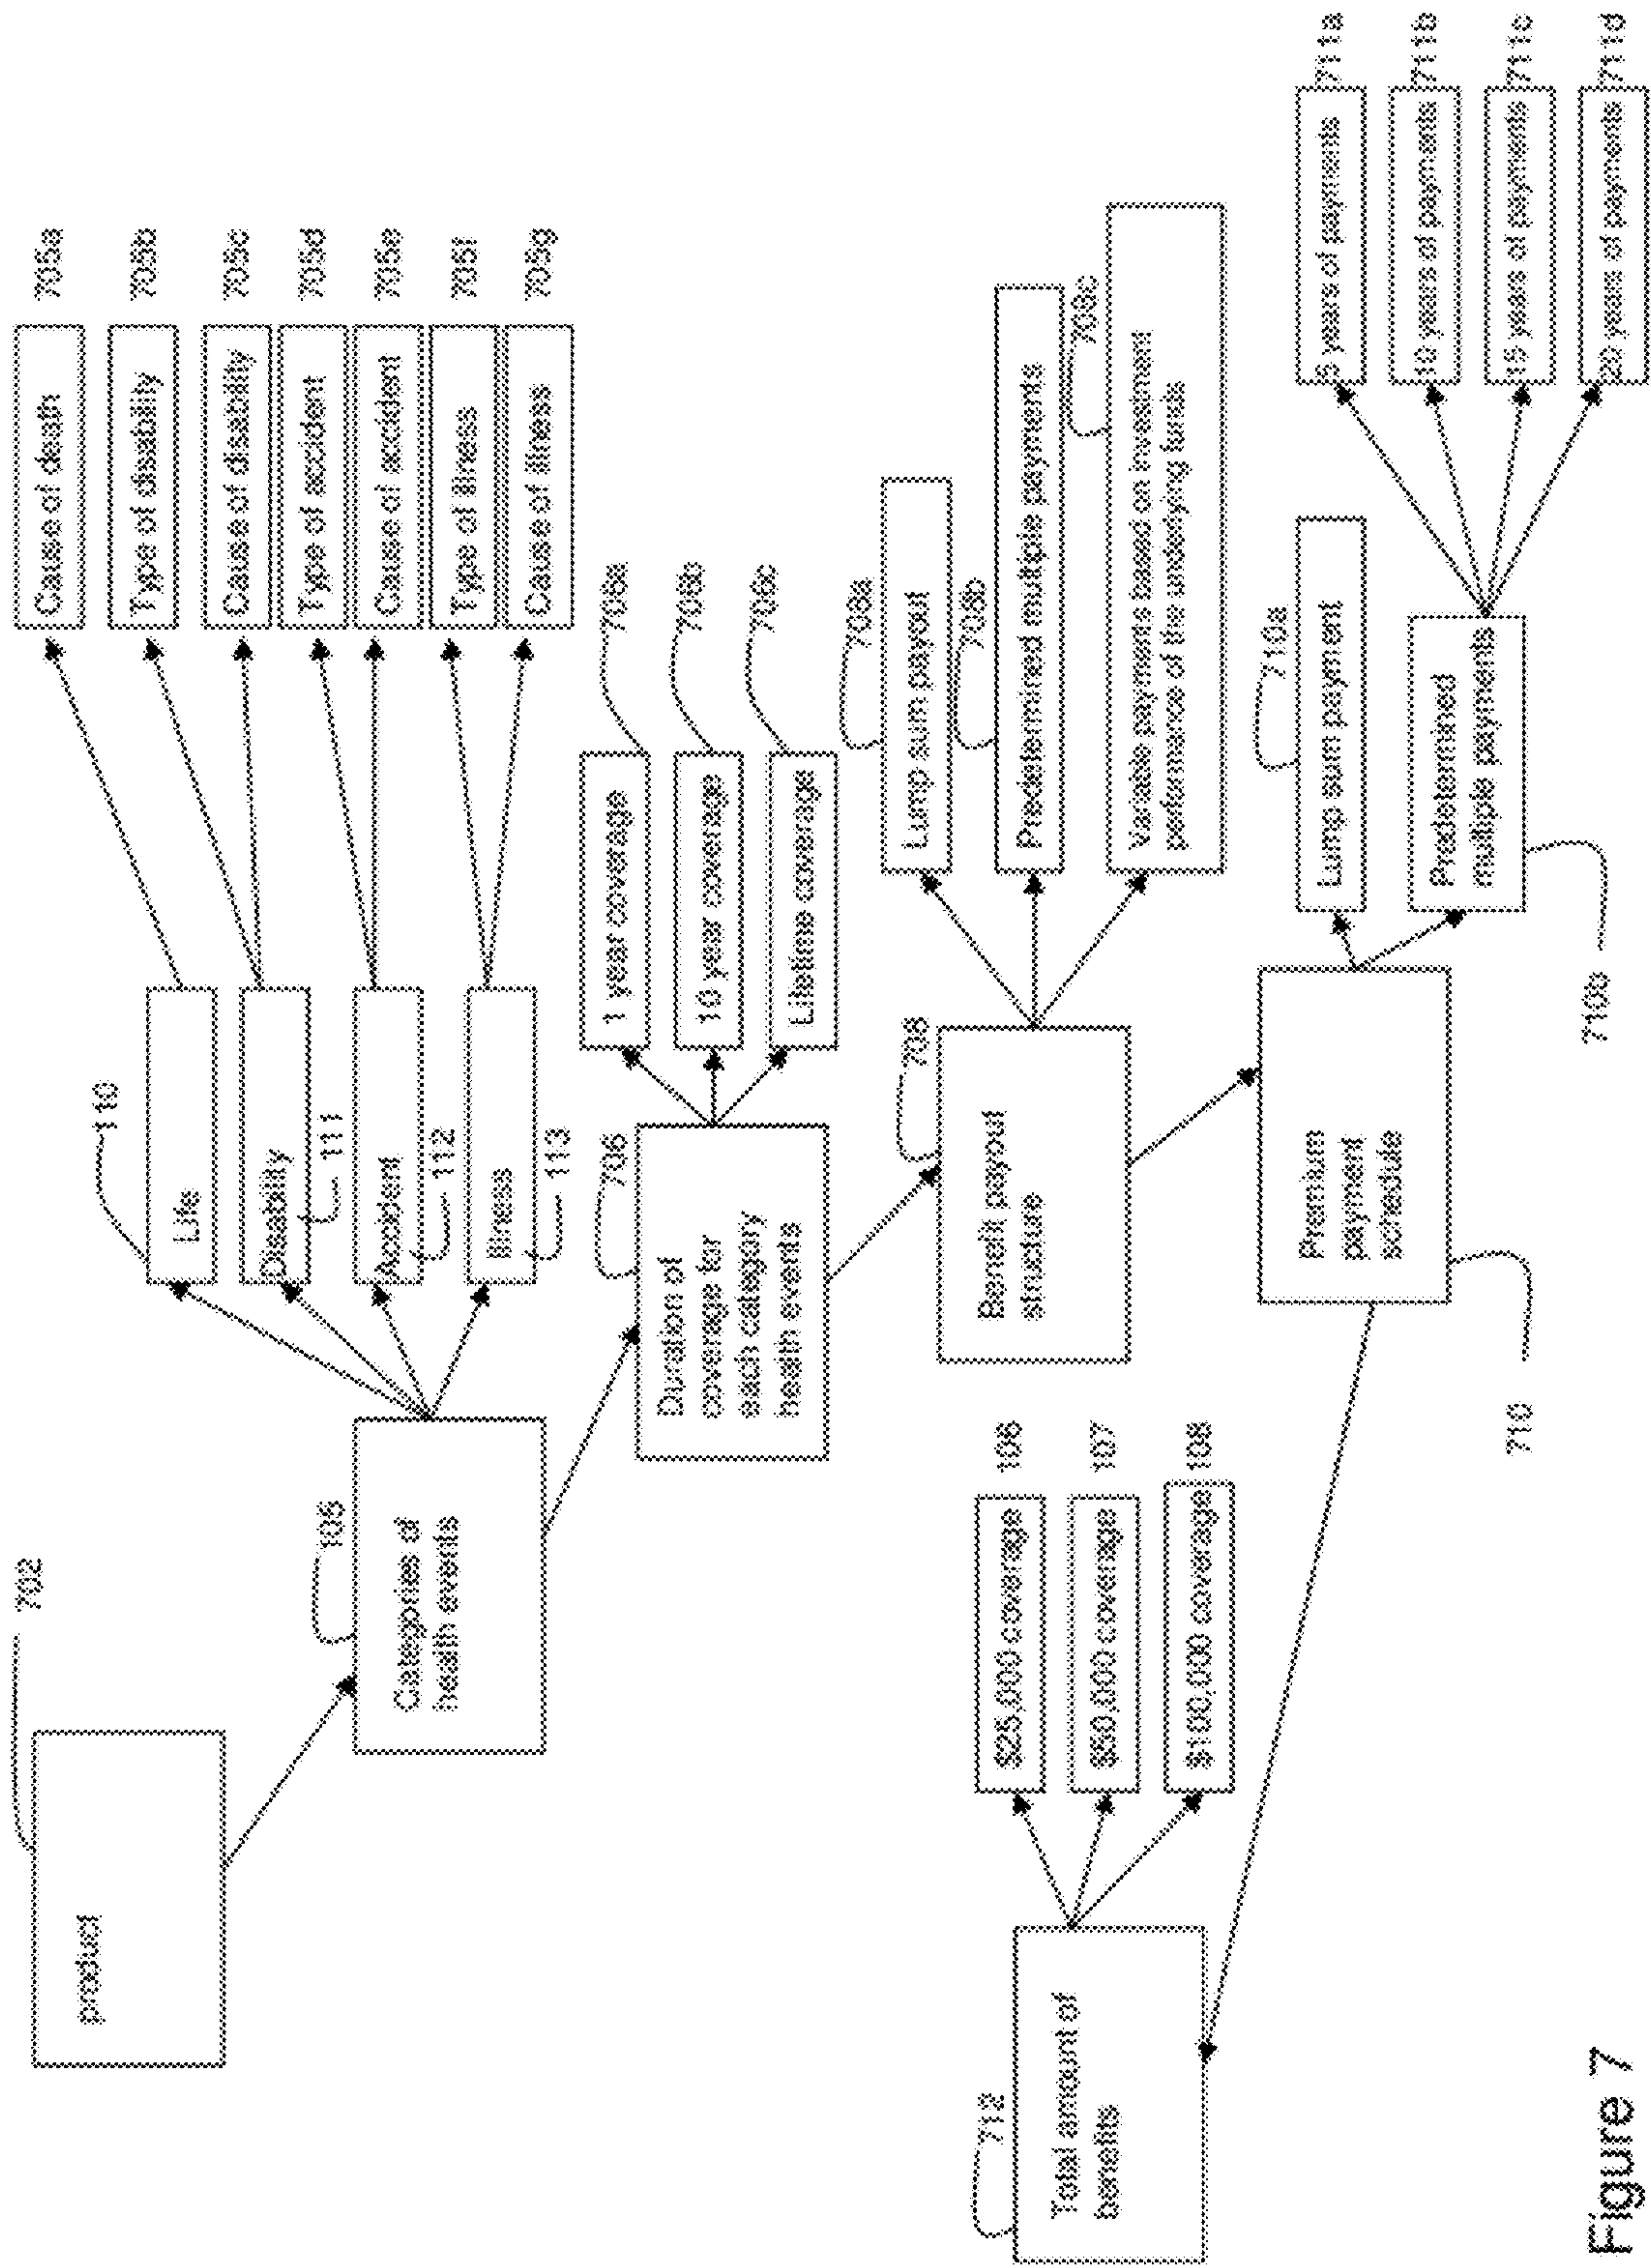 702
product
105
Categories of
health events
110
Life
Disability
111
Accident
112
Illness
113
Cause of death
705a
Type of disability
705b
Cause of disability
705c
Type of accident
705d
Cause of accident
705e
Type of illness
705f
Cause of illness
705g
706
Duration of
coverage for
each category
health events
1 year coverage
706a
10 year coverage
706b
Lifetime coverage
706c
708
Benefit payout
structure
708a
Lump sum payout
708b
Predetermined multiple payments
708c
Variable payments based on investment
performance of the underlying funds
Premium
payment
schedule
710
710a
Lump sum payment
Predetermined
multiple payments
710b
5 years of payments
711a
10 years of payments
711b
15 years of payments
711c
20 years of payments
711d
712
Total amount of
benefits
$25,000 coverage
106
$50,000 coverage
107
$100,000 coverage
108
Figure 7